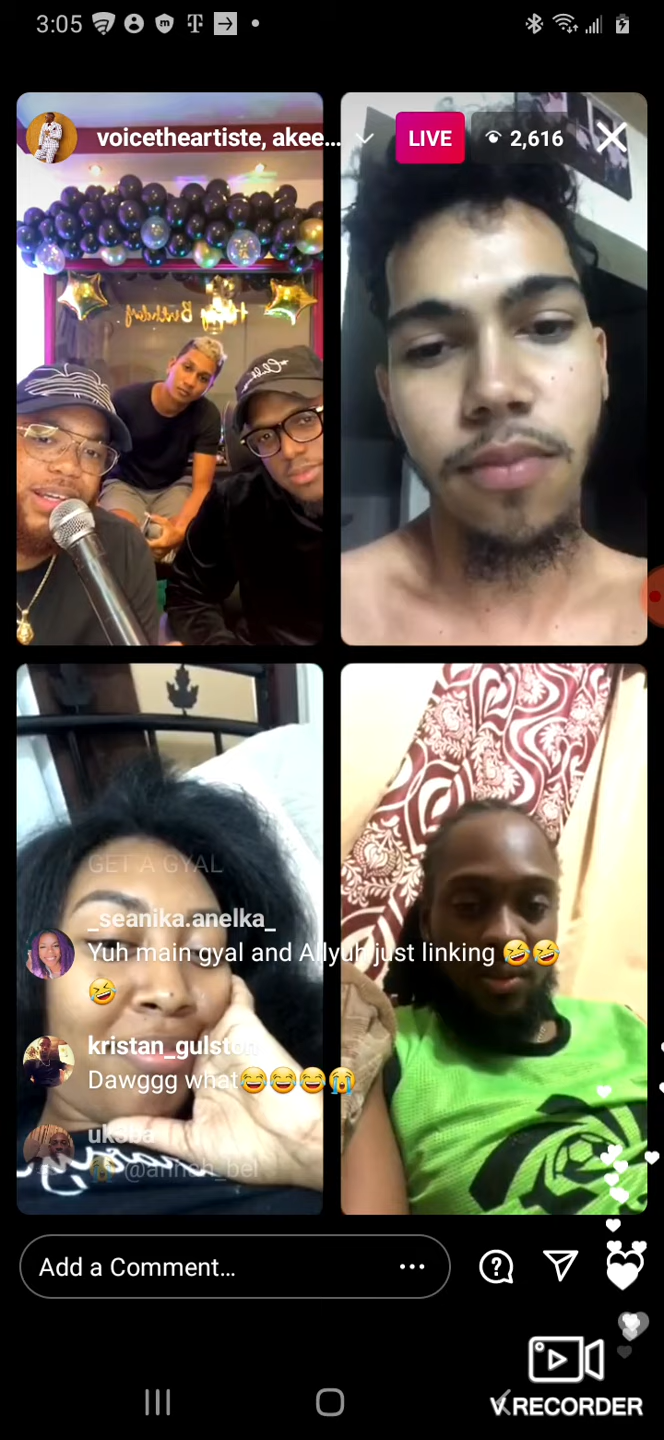 3:05
voicetheartiste, akee...
LIVE
2,616
GET A GYAL
_seanika.anelka_
Yuh main gyal and Allyuh just linking 🤣🤣
🤣
kristan_gulston
Dawggg what😂😂😂😭
Add a Comment...
V.RECORDER